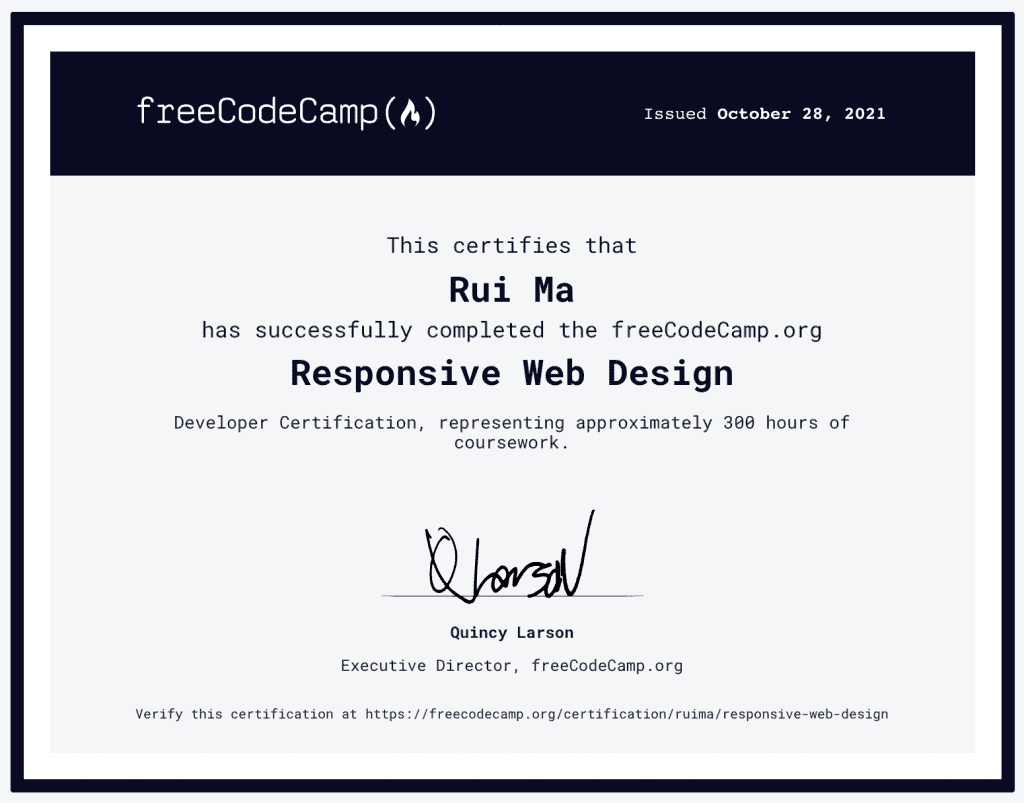 freeCodeCamp(🔥)
Issued October 28, 2021
This certifies that
Rui Ma
has successfully completed the freeCodeCamp.org
Responsive Web Design
Developer Certification, representing approximately 300 hours of
coursework.
Q Larson
Quincy Larson
Executive Director, freeCodeCamp.org
Verify this certification at https://freecodecamp.org/certification/ruima/responsive-web-design